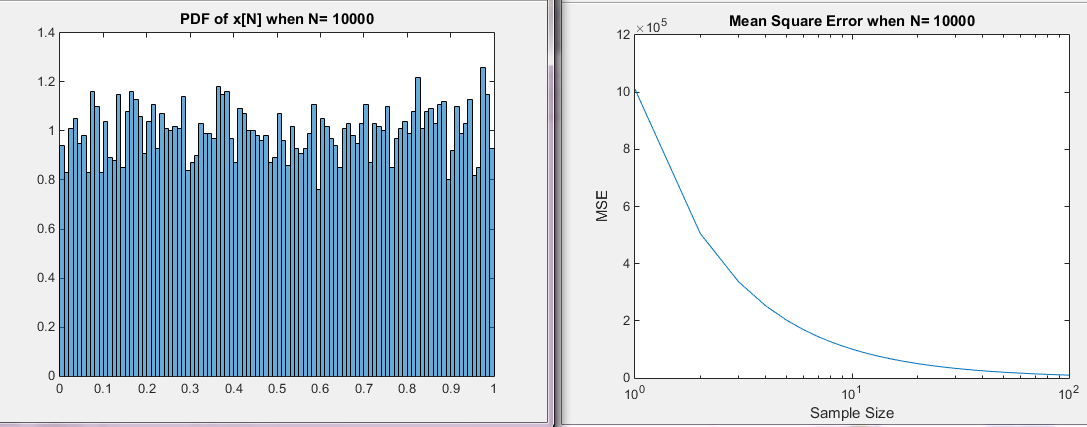 PDF of x[N] when N= 10000
1.4
1.2
1
0.8
0.6
0.4
0.2
0
0 0.1 0.2 0.3 0.4 0.5 0.6 0.7 0.8 0.9 1
Mean Square Error when N= 10000
×10^5
12
10
8
6
4
2
0
MSE
10^0 10^1 10^2
Sample Size